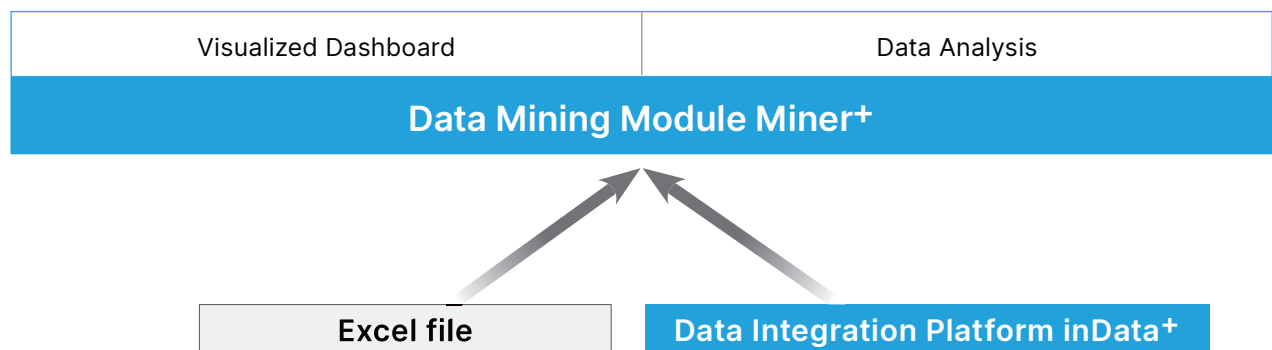 Visualized Dashboard
Data Analysis
Data Mining Module Miner+
Excel file
Data Integration Platform inData+